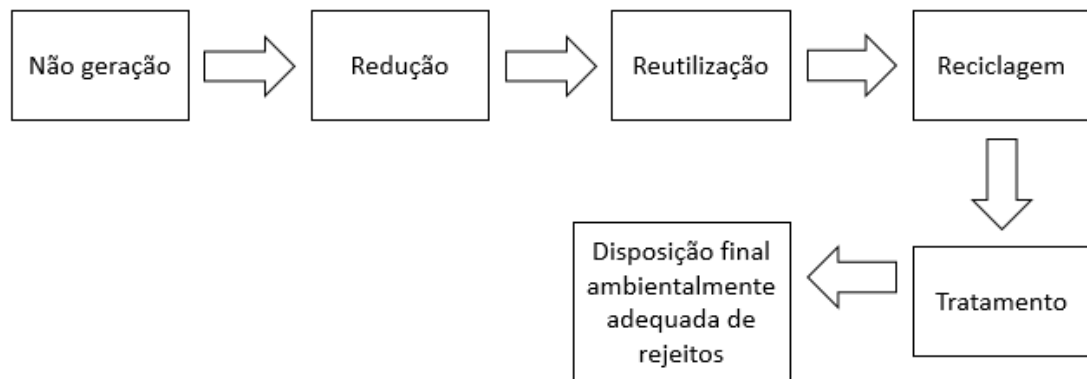 Não geração
Redução
Reutilização
Reciclagem
Tratamento
Disposição final
ambientalmente
adequada de
rejeitos